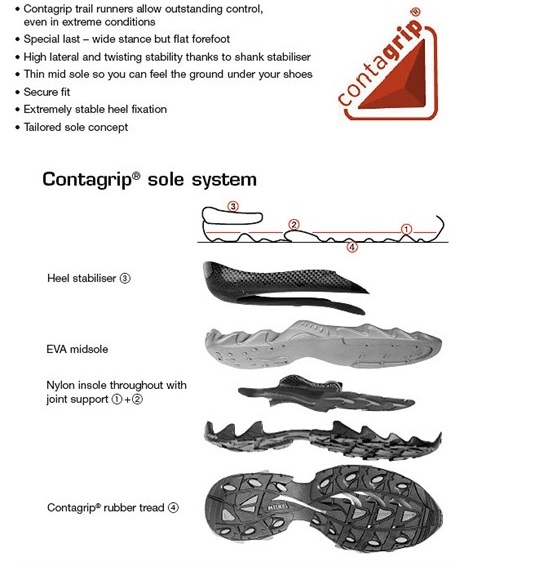 • Contagrip trail runners allow outstanding control,
even in extreme conditions
• Special last – wide stance but flat forefoot
• High lateral and twisting stability thanks to shank stabiliser
• Thin mid sole so you can feel the ground under your shoes
• Secure fit
• Extremely stable heel fixation
• Tailored sole concept
contagrip®
Contagrip® sole system
③
②
①
④
Heel stabiliser ③
EVA midsole
Nylon insole throughout with
joint support ①+②
Contagrip® rubber tread ④